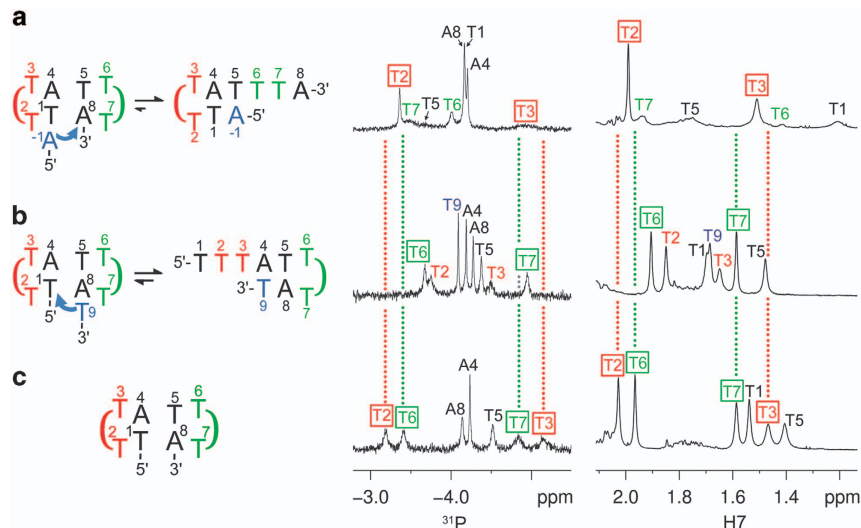 a
3 4 5 6
T A T T
2 1 8 7
T T A T
-1 A 3'
5'
3 4 5 6 7 8
T A T T T A -3'
T T A -5'
2 1 -1
A8 T1
T2 A4
T7 T5 T6 T3
T2
T7 T5 T3 T6 T1
b
3 4 5 6
T A T T
2 1 8 7
T T A T
5' T 9
3'
1 2 3 4 5 6
5'- T T T A T T
3'- T A T
9 8 7
T9 A4
A8
T6 T2 T5 T3 T7
T6 T2 T1 T9 T3 T7 T5
c
3 4 5 6
T A T T
2 1 8 7
T T A T
5' 3'
A4
T2 T6 A8 T5 T7 T3
T2 T6 T7 T1 T3 T5
-3.0 -4.0 ppm
31P
2.0 1.8 1.6 1.4 ppm
H7